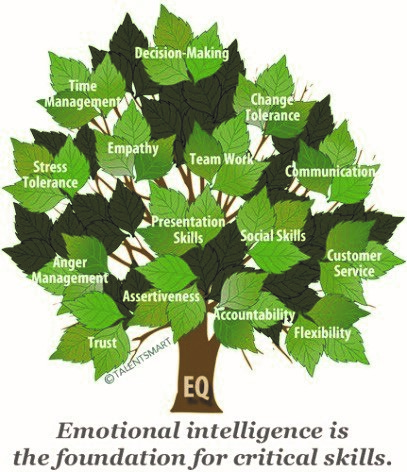 Decision-Making
Time
Management
Change
Tolerance
Empathy
Team Work
Stress
Tolerance
Communication
Presentation
Skills
Social Skills
Anger
Management
Customer
Service
Assertiveness
Accountability
Trust
Flexibility
©TALENTSMART
EQ
Emotional intelligence is
the foundation for critical skills.